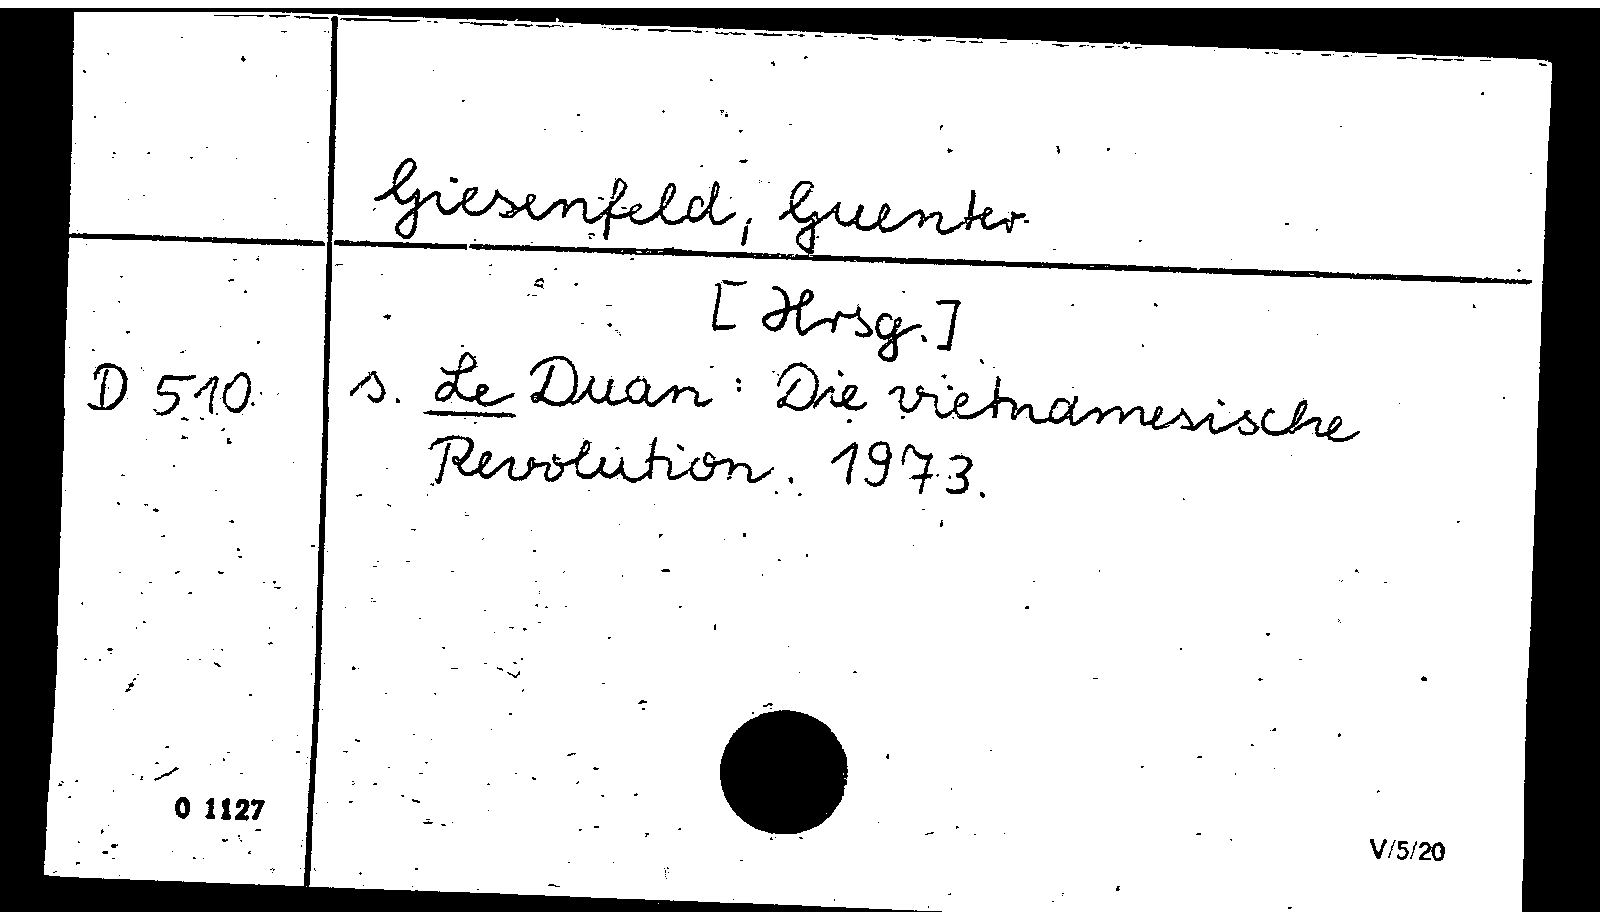 Giesenfeld, Guenter
[Hrsg.]
D 510 s. Le Duan: Die vietnamesische
Revolution. 1973.
0 1127
V/5/20